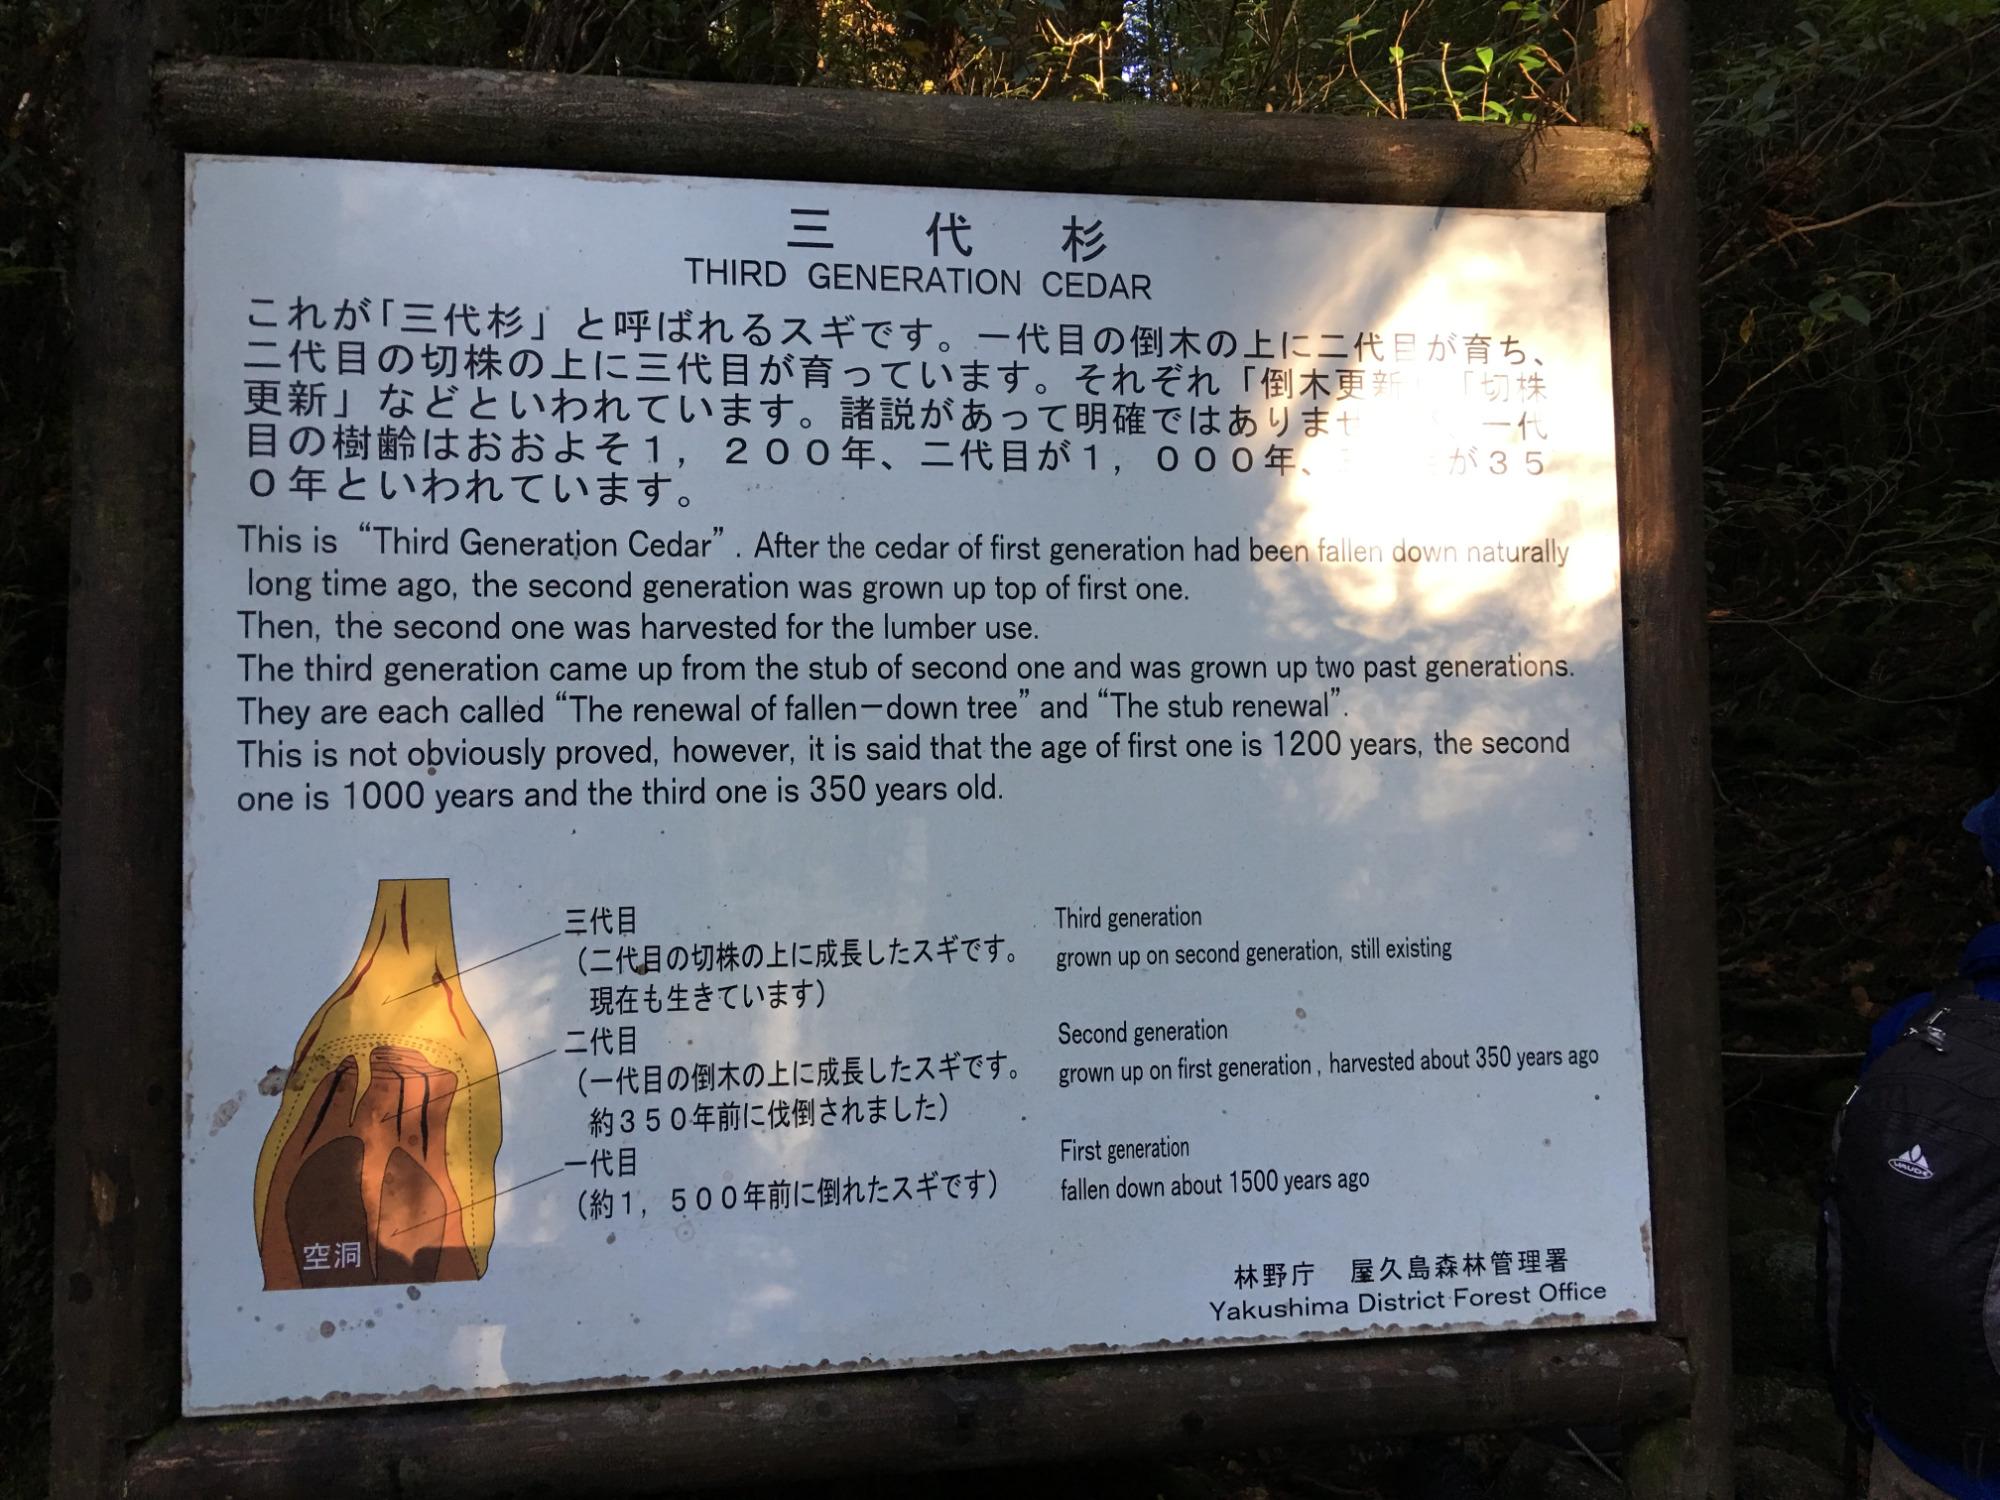 三 代 杉
THIRD GENERATION CEDAR
これが「三代杉」と呼ばれるスギです。一代目の倒木の上に二代目が育ち、
二代目の切株の上に三代目が育っています。それぞれ「倒木更新」「切株
更新」などといわれています。諸説があって明確ではありませ 一代
目の樹齢はおおよそ1，200年、二代目が1，000年、 が35
0年といわれています。
This is “Third Generation Cedar”. After the cedar of first generation had been fallen down naturally
long time ago, the second generation was grown up top of first one.
Then, the second one was harvested for the lumber use.
The third generation came up from the stub of second one and was grown up two past generations.
They are each called “The renewal of fallen-down tree” and “The stub renewal”.
This is not obviously proved, however, it is said that the age of first one is 1200 years, the second
one is 1000 years and the third one is 350 years old.
三代目
（二代目の切株の上に成長したスギです。
現在も生きています）
Third generation
grown up on second generation, still existing
二代目
（一代目の倒木の上に成長したスギです。
約350年前に伐倒されました）
Second generation
grown up on first generation, harvested about 350 years ago
一代目
（約1，500年前に倒れたスギです）
First generation
fallen down about 1500 years ago
空洞
林野庁 屋久島森林管理署
Yakushima District Forest Office
VAUDE